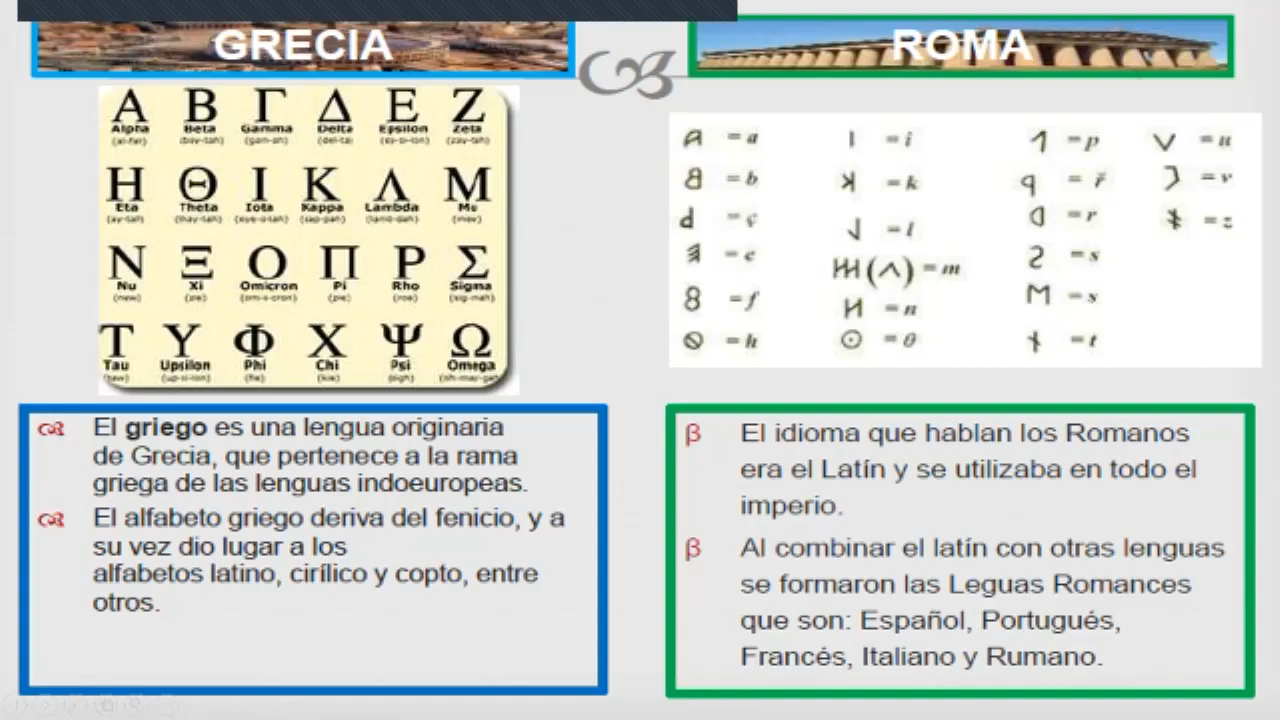 GRECIA
ROMA
Α Β Γ Δ Ε Ζ
Alpha Beta Gamma Delta Epsilon Zeta
Η Θ Ι Κ Λ Μ
Eta Theta Iota Kappa Lambda Mu
Ν Ξ Ο Π Ρ Σ
Nu Xi Omicron Pi Rho Sigma
Τ Υ Φ Χ Ψ Ω
Tau Upsilon Phi Chi Psi Omega
= a
= b
= ç
= e
= f
= h
= i
= k
= l
= m
= n
= θ
= p
= r
= s
= s
= t
= u
= v
= z
El griego es una lengua originaria
de Grecia, que pertenece a la rama
griega de las lenguas indoeuropeas.
El alfabeto griego deriva del fenicio, y a
su vez dio lugar a los
alfabetos latino, cirílico y copto, entre
otros.
β El idioma que hablan los Romanos
era el Latín y se utilizaba en todo el
imperio.
β Al combinar el latín con otras lenguas
se formaron las Leguas Romances
que son: Español, Portugués,
Francés, Italiano y Rumano.